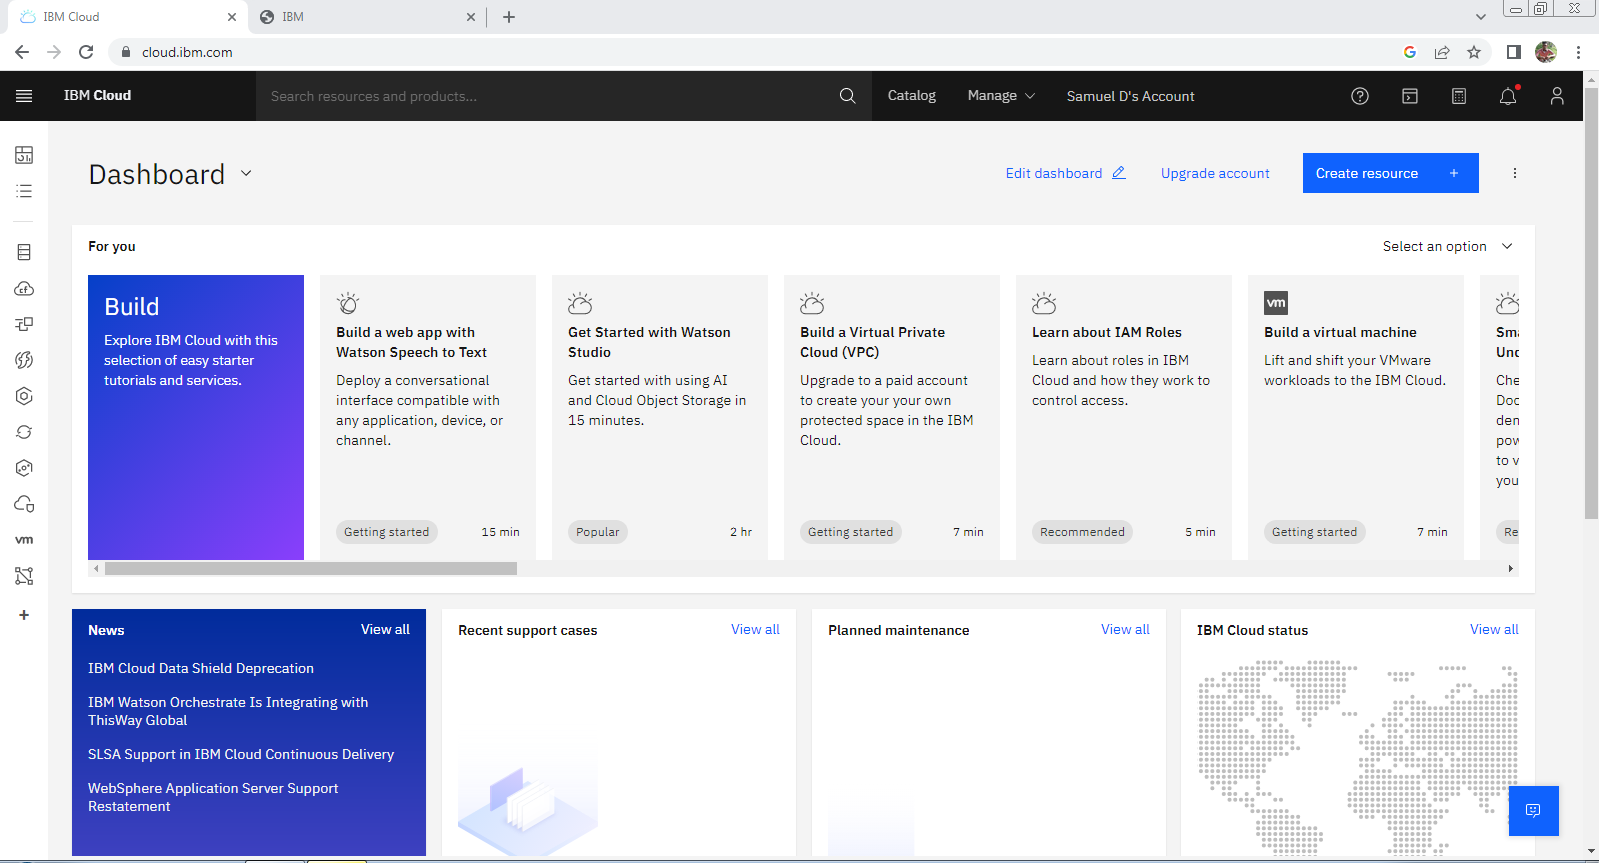 IBM Cloud
IBM
cloud.ibm.com
IBM Cloud
Search resources and products...
Catalog
Manage
Samuel D's Account
Dashboard
Edit dashboard
Upgrade account
Create resource +
For you
Select an option
Build
Explore IBM Cloud with this
selection of easy starter
tutorials and services.
Build a web app with
Watson Speech to Text
Deploy a conversational
interface compatible with
any application, device, or
channel.
Getting started
15 min
Get Started with Watson
Studio
Get started with using AI
and Cloud Object Storage in
15 minutes.
Popular
2 hr
Build a Virtual Private
Cloud (VPC)
Upgrade to a paid account
to create your your own
protected space in the IBM
Cloud.
Getting started
7 min
Learn about IAM Roles
Learn about roles in IBM
Cloud and how they work to
control access.
Recommended
5 min
vm
Build a virtual machine
Lift and shift your VMware
workloads to the IBM Cloud.
Getting started
7 min
Sma
Und
Che
Doc
den
pow
to v
you
Re
cf
vm
News
View all
IBM Cloud Data Shield Deprecation
IBM Watson Orchestrate Is Integrating with
ThisWay Global
SLSA Support in IBM Cloud Continuous Delivery
WebSphere Application Server Support
Restatement
Recent support cases
View all
Planned maintenance
View all
IBM Cloud status
View all